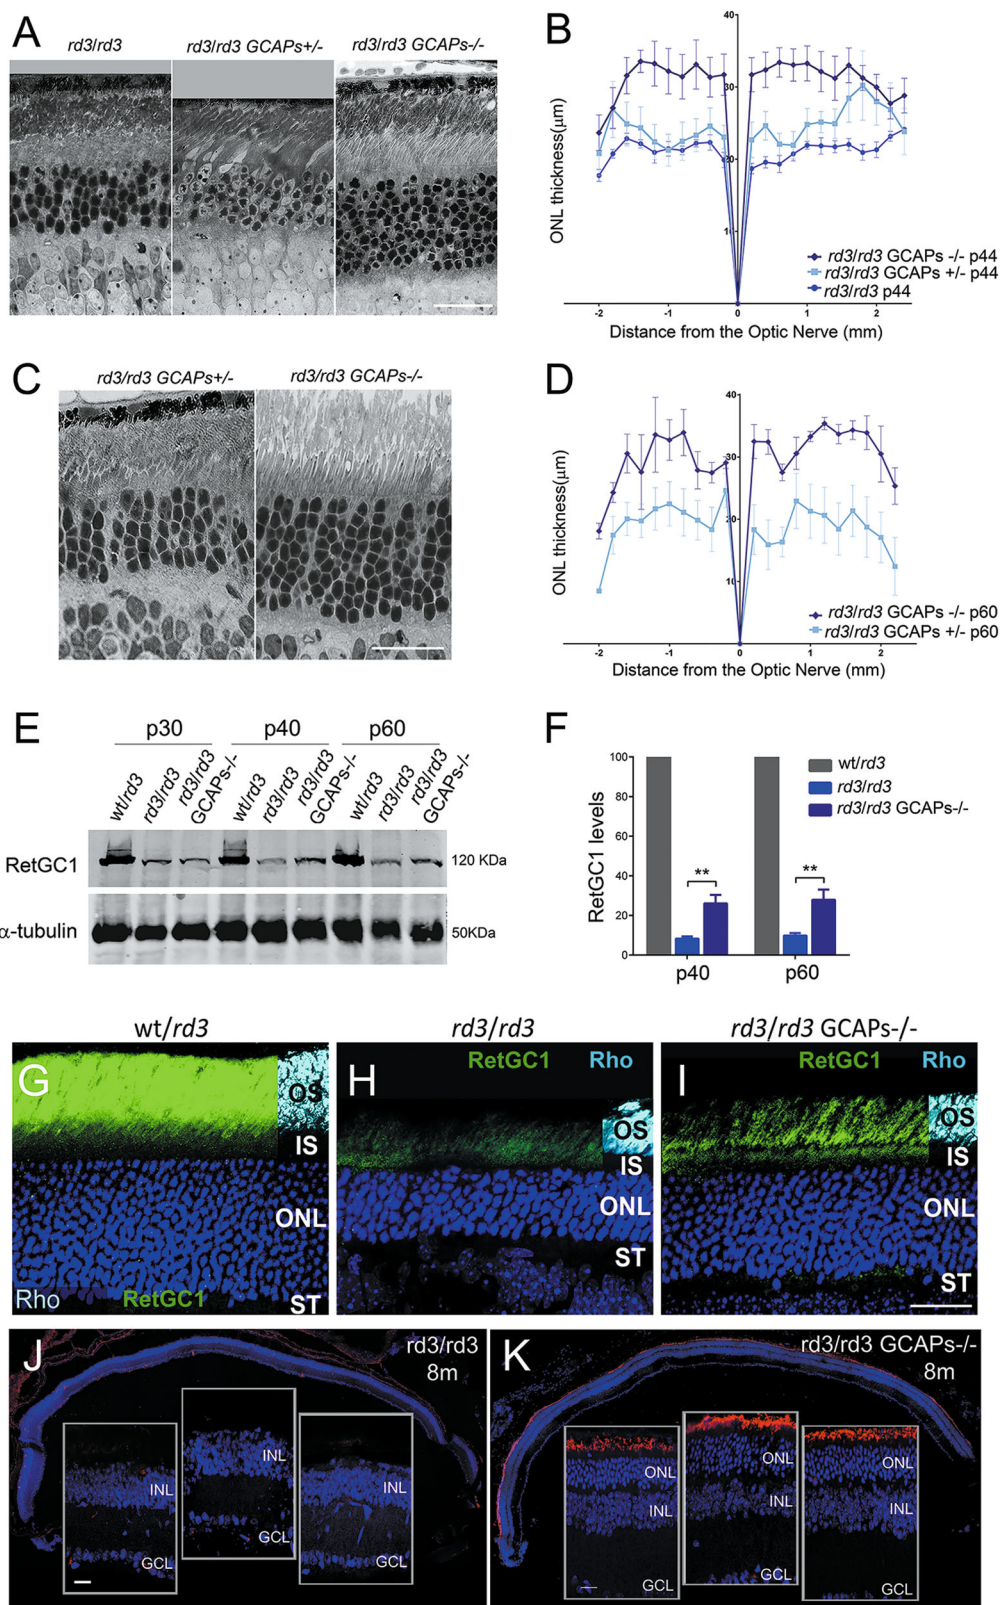 A
rd3/rd3
rd3/rd3 GCAPs+/-
rd3/rd3 GCAPs-/-
B
40
30
20
10
ONL thickness(μm)
rd3/rd3 GCAPs -/- p44
rd3/rd3 GCAPs +/- p44
rd3/rd3 p44
-2
-1
0
1
2
Distance from the Optic Nerve (mm)
C
rd3/rd3 GCAPs+/-
rd3/rd3 GCAPs-/-
D
40
30
20
10
ONL thickness(μm)
rd3/rd3 GCAPs -/- p60
rd3/rd3 GCAPs +/- p60
-2
-1
0
1
2
Distance from the Optic Nerve (mm)
E
p30
p40
p60
wt/rd3
rd3/rd3
rd3/rd3 GCAPs-/-
wt/rd3
rd3/rd3
rd3/rd3 GCAPs-/-
wt/rd3
rd3/rd3
rd3/rd3 GCAPs-/-
RetGC1
120 KDa
α-tubulin
50KDa
F
100
80
60
40
20
0
RetGC1 levels
wt/rd3
rd3/rd3
rd3/rd3 GCAPs-/-
**
**
p40
p60
wt/rd3
G
OS
IS
ONL
ST
Rho
RetGC1
rd3/rd3
H
RetGC1
Rho
OS
IS
ONL
ST
rd3/rd3 GCAPs-/-
I
RetGC1
Rho
OS
IS
ONL
ST
J
rd3/rd3
8m
INL
GCL
INL
GCL
INL
GCL
K
rd3/rd3 GCAPs-/-
8m
ONL
INL
GCL
ONL
INL
GCL
ONL
INL
GCL